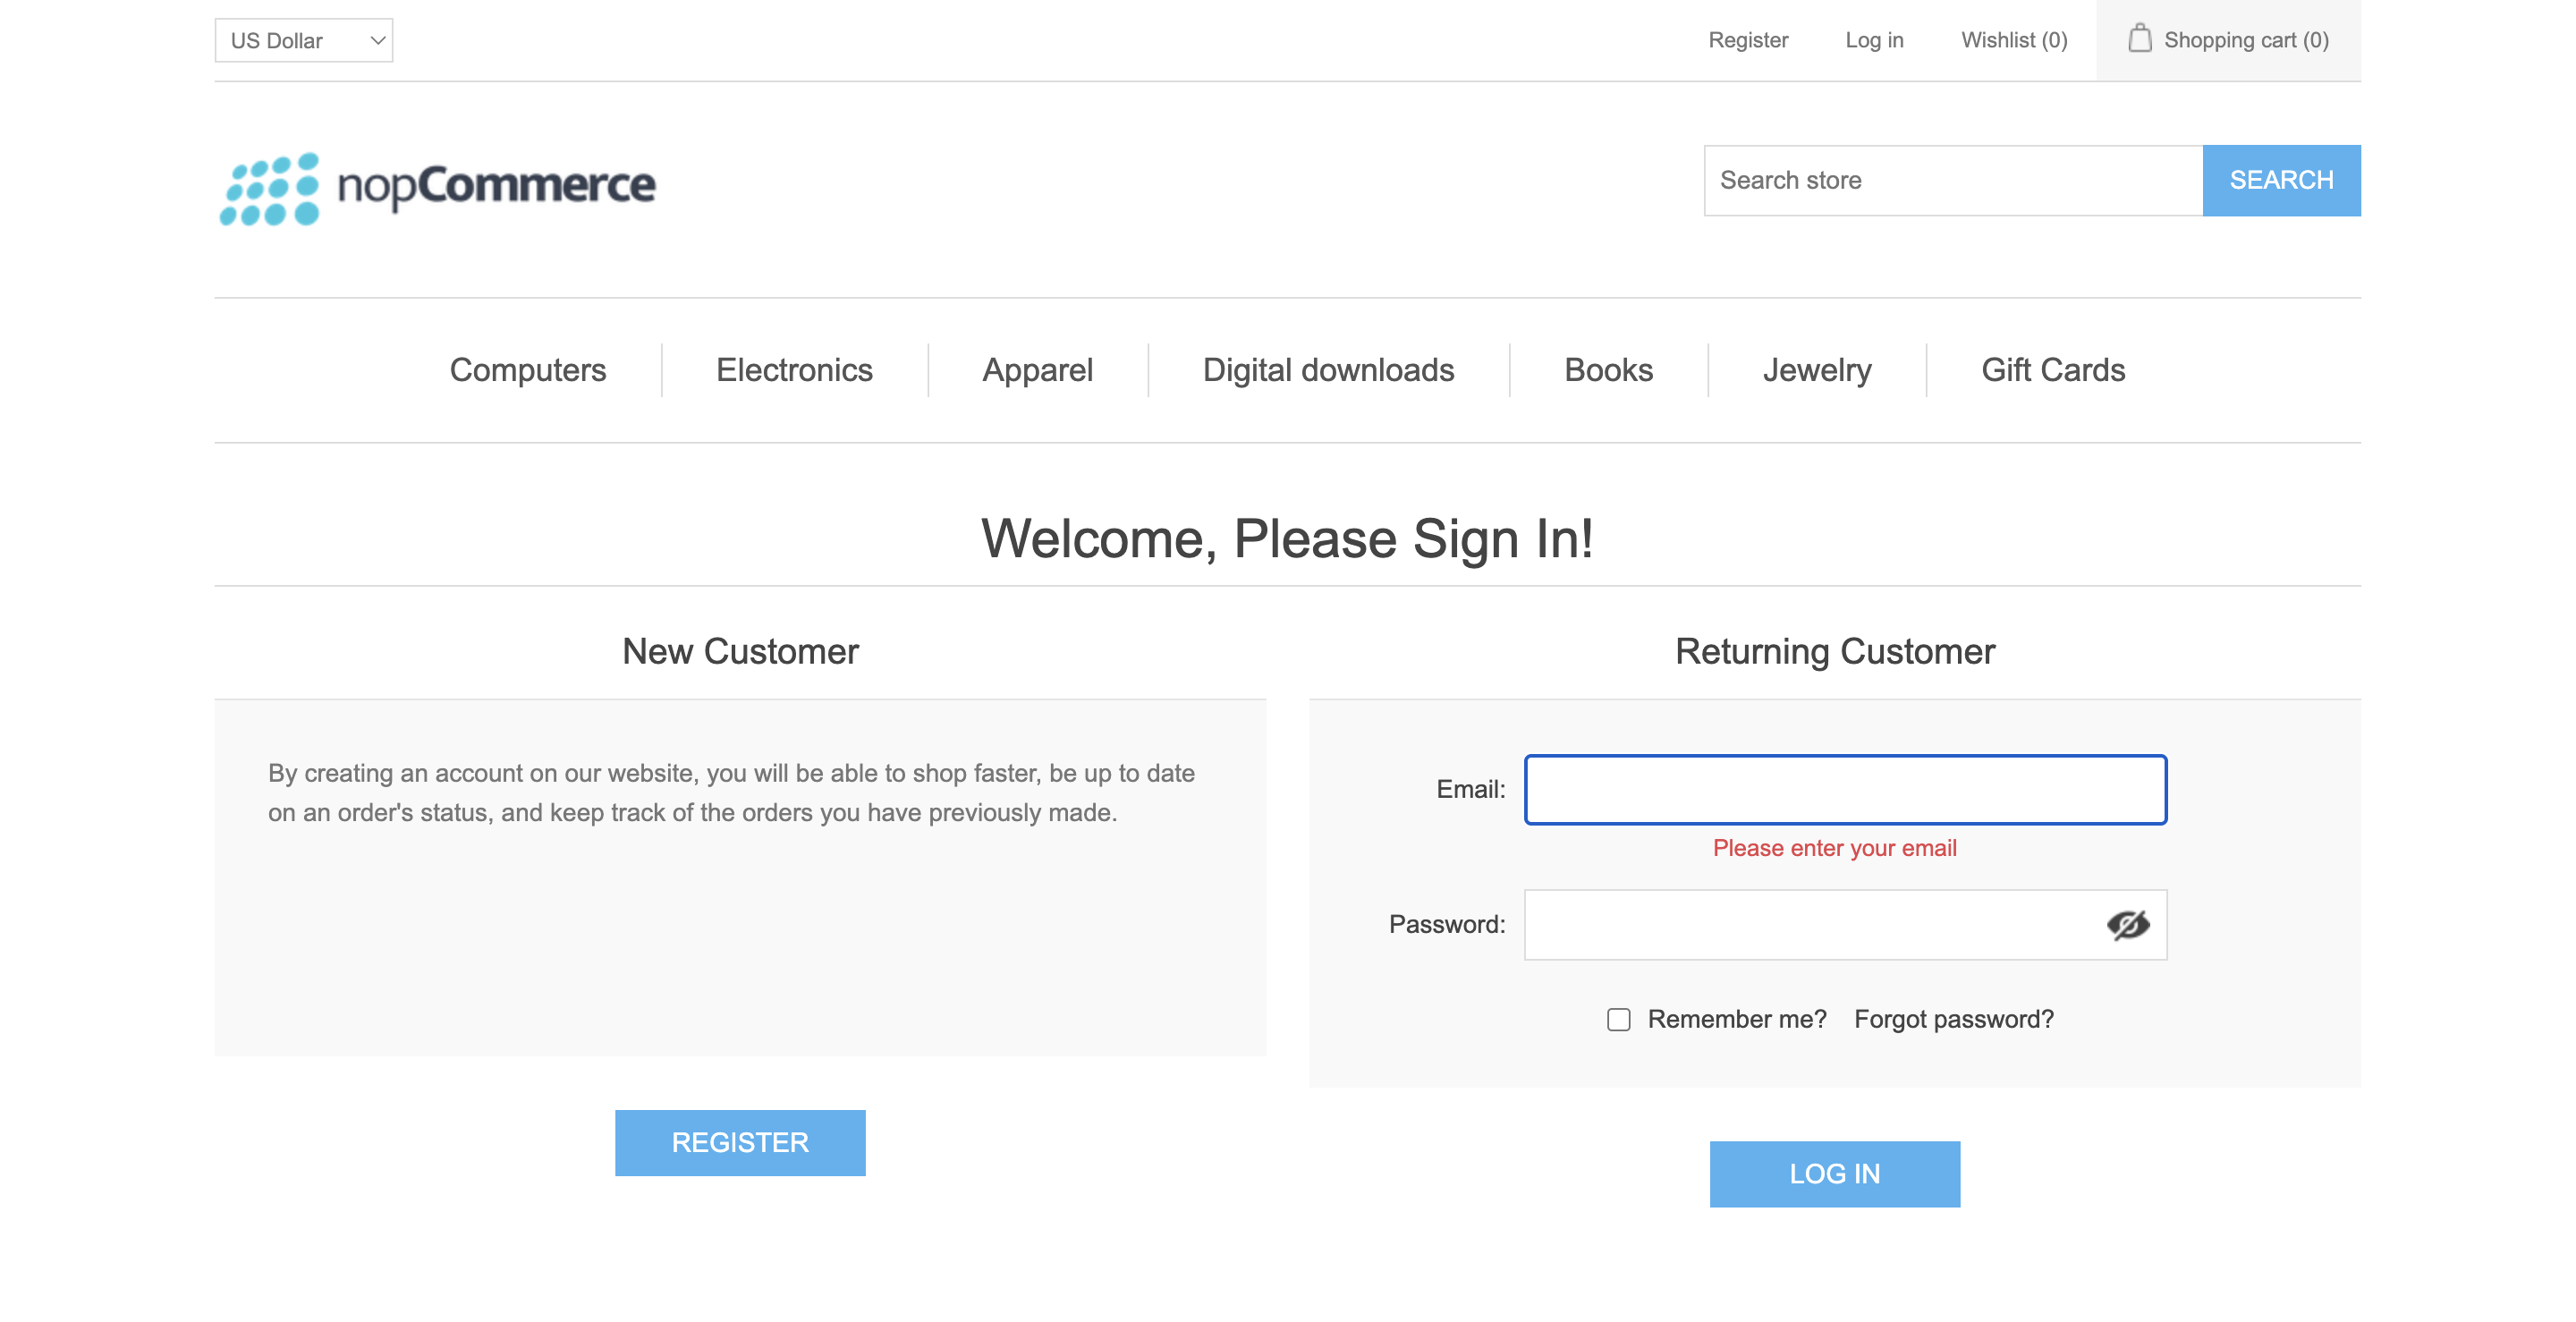 US Dollar
Register
Log in
Wishlist (0)
Shopping cart (0)
nopCommerce
Search store
SEARCH
Computers
Electronics
Apparel
Digital downloads
Books
Jewelry
Gift Cards
Welcome, Please Sign In!
New Customer
By creating an account on our website, you will be able to shop faster, be up to date
on an order's status, and keep track of the orders you have previously made.
REGISTER
Returning Customer
Email:
Please enter your email
Password:
Remember me?
Forgot password?
LOG IN